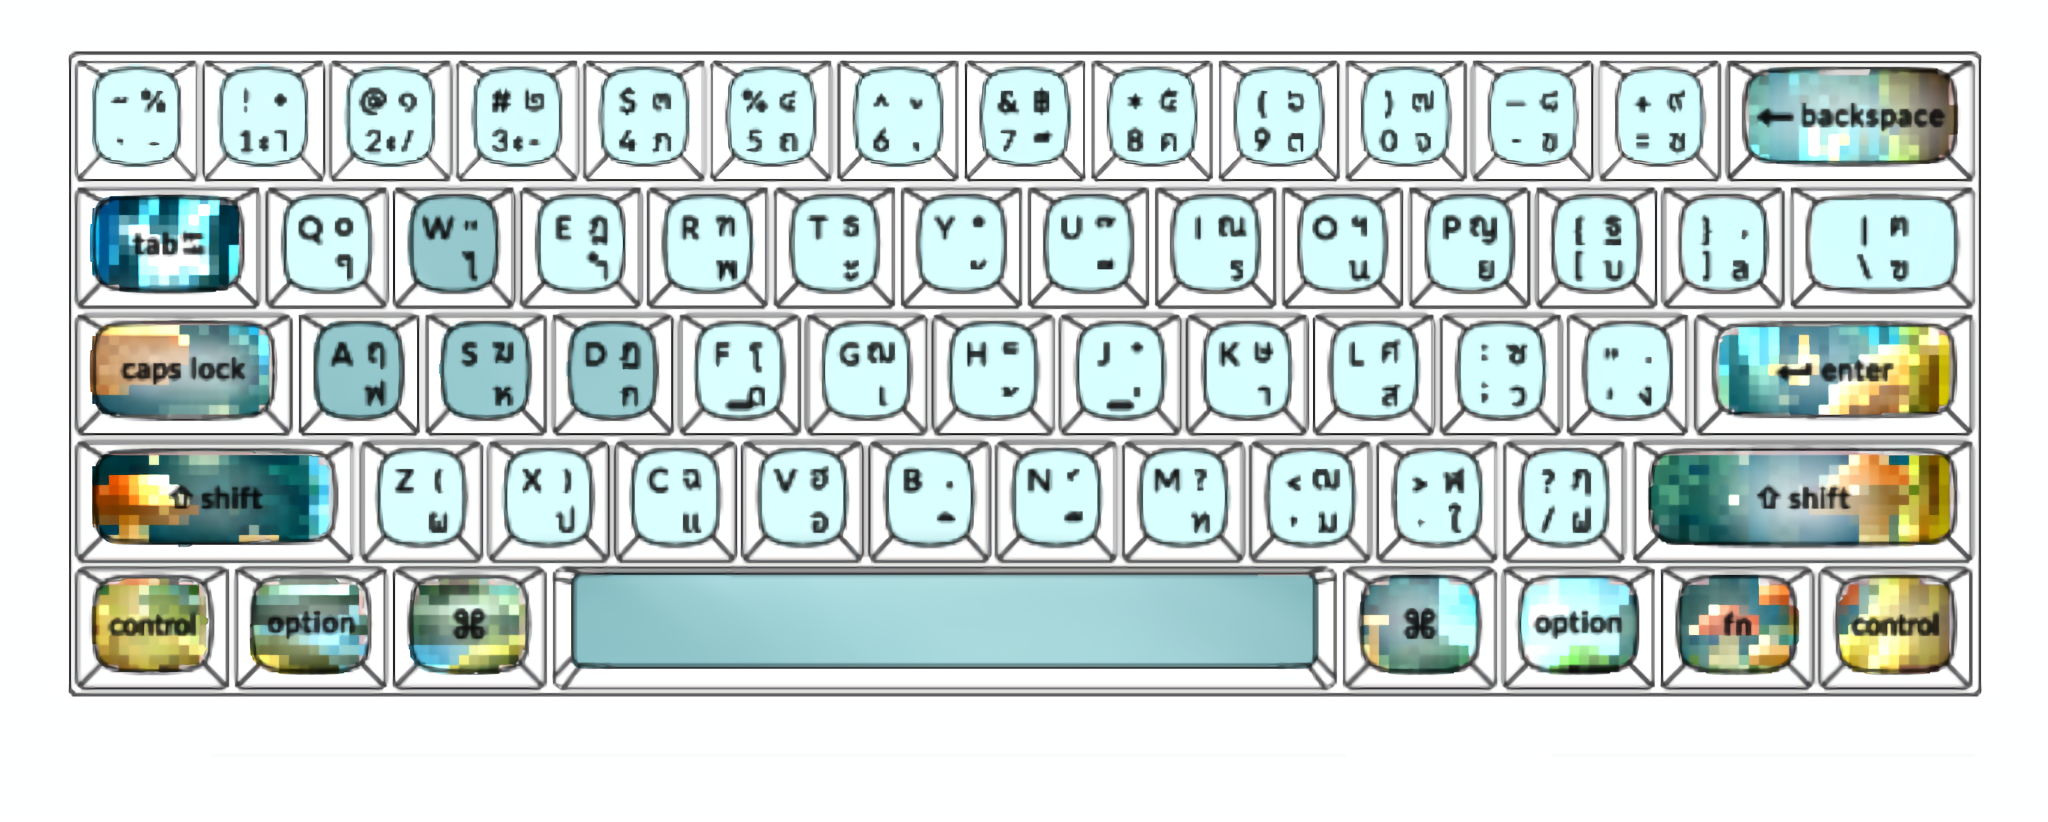 ~ % ! + @ ๑ # ๒ $ ๓ % ๔ ^ & ฿ * ๕ ( ๖ ) ๗ _ ๘ + ๙ ← backspace
1 ๅ 2 / 3 - 4 ภ 5 ถ 6 7 8 ค 9 ต 0 จ - ข = ช
tab Q ๐ W " E ฎ R ฑ T ธ Y U I ณ O ฯ P ญ { ฐ } , | ฅ
ๆ ไ ำ พ ะ ร น ย [ บ ] ล \ ฃ
caps lock A ฤ S ฆ D ฏ F โ G ฌ H J K ษ L ศ : ซ " . ↵ enter
ฟ ห ก ด เ า ส ; ว ' ง
⇧ shift Z ( X ) C ฉ V ฮ B N M ? < ฒ > ฬ ? ฦ ⇧ shift
ผ ป แ อ ท , ม . ใ / ฝ
control option ⌘ ⌘ option fn control